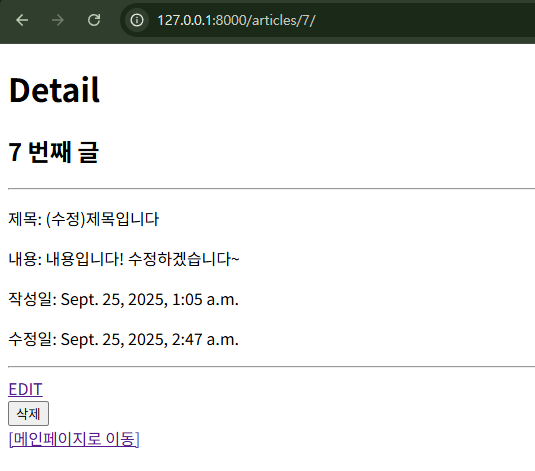 127.0.0.1:8000/articles/7/
Detail
7 번째 글
제목: (수정)제목입니다
내용: 내용입니다! 수정하겠습니다~
작성일: Sept. 25, 2025, 1:05 a.m.
수정일: Sept. 25, 2025, 2:47 a.m.
EDIT
삭제
[메인페이지로 이동]